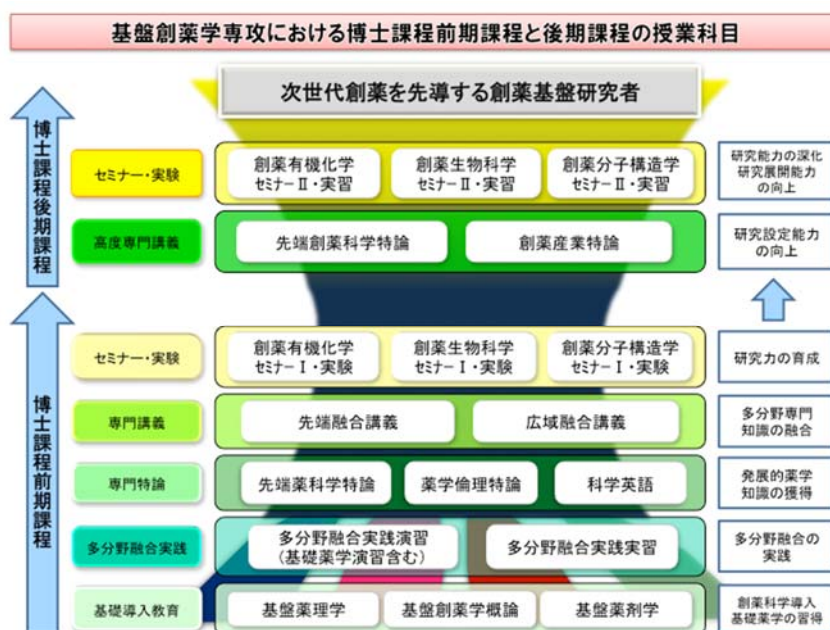 基盤創薬学専攻における博士課程前期課程と後期課程の授業科目
次世代創薬を先導する創薬基盤研究者
博士課程後期課程
セミナー・実験
創薬有機化学
セミナーⅡ・実習
創薬生物科学
セミナーⅡ・実習
創薬分子構造学
セミナーⅡ・実習
研究能力の深化
研究展開能力
の向上
高度専門講義
先端創薬科学特論
創薬産業特論
研究設定能力
の向上
博士課程前期課程
セミナー・実験
創薬有機化学
セミナーⅠ・実験
創薬生物科学
セミナーⅠ・実験
創薬分子構造学
セミナーⅠ・実験
研究力の育成
専門講義
先端融合講義
広域融合講義
多分野専門
知識の融合
専門特論
先端薬科学特論
薬学倫理特論
科学英語
発展的薬学
知識の獲得
多分野融合実践
多分野融合実践演習
(基礎薬学演習含む)
多分野融合実践実習
多分野融合の
実践
基礎導入教育
基盤薬理学
基盤創薬学概論
基盤薬剤学
創薬科学導入
基礎薬学の習得